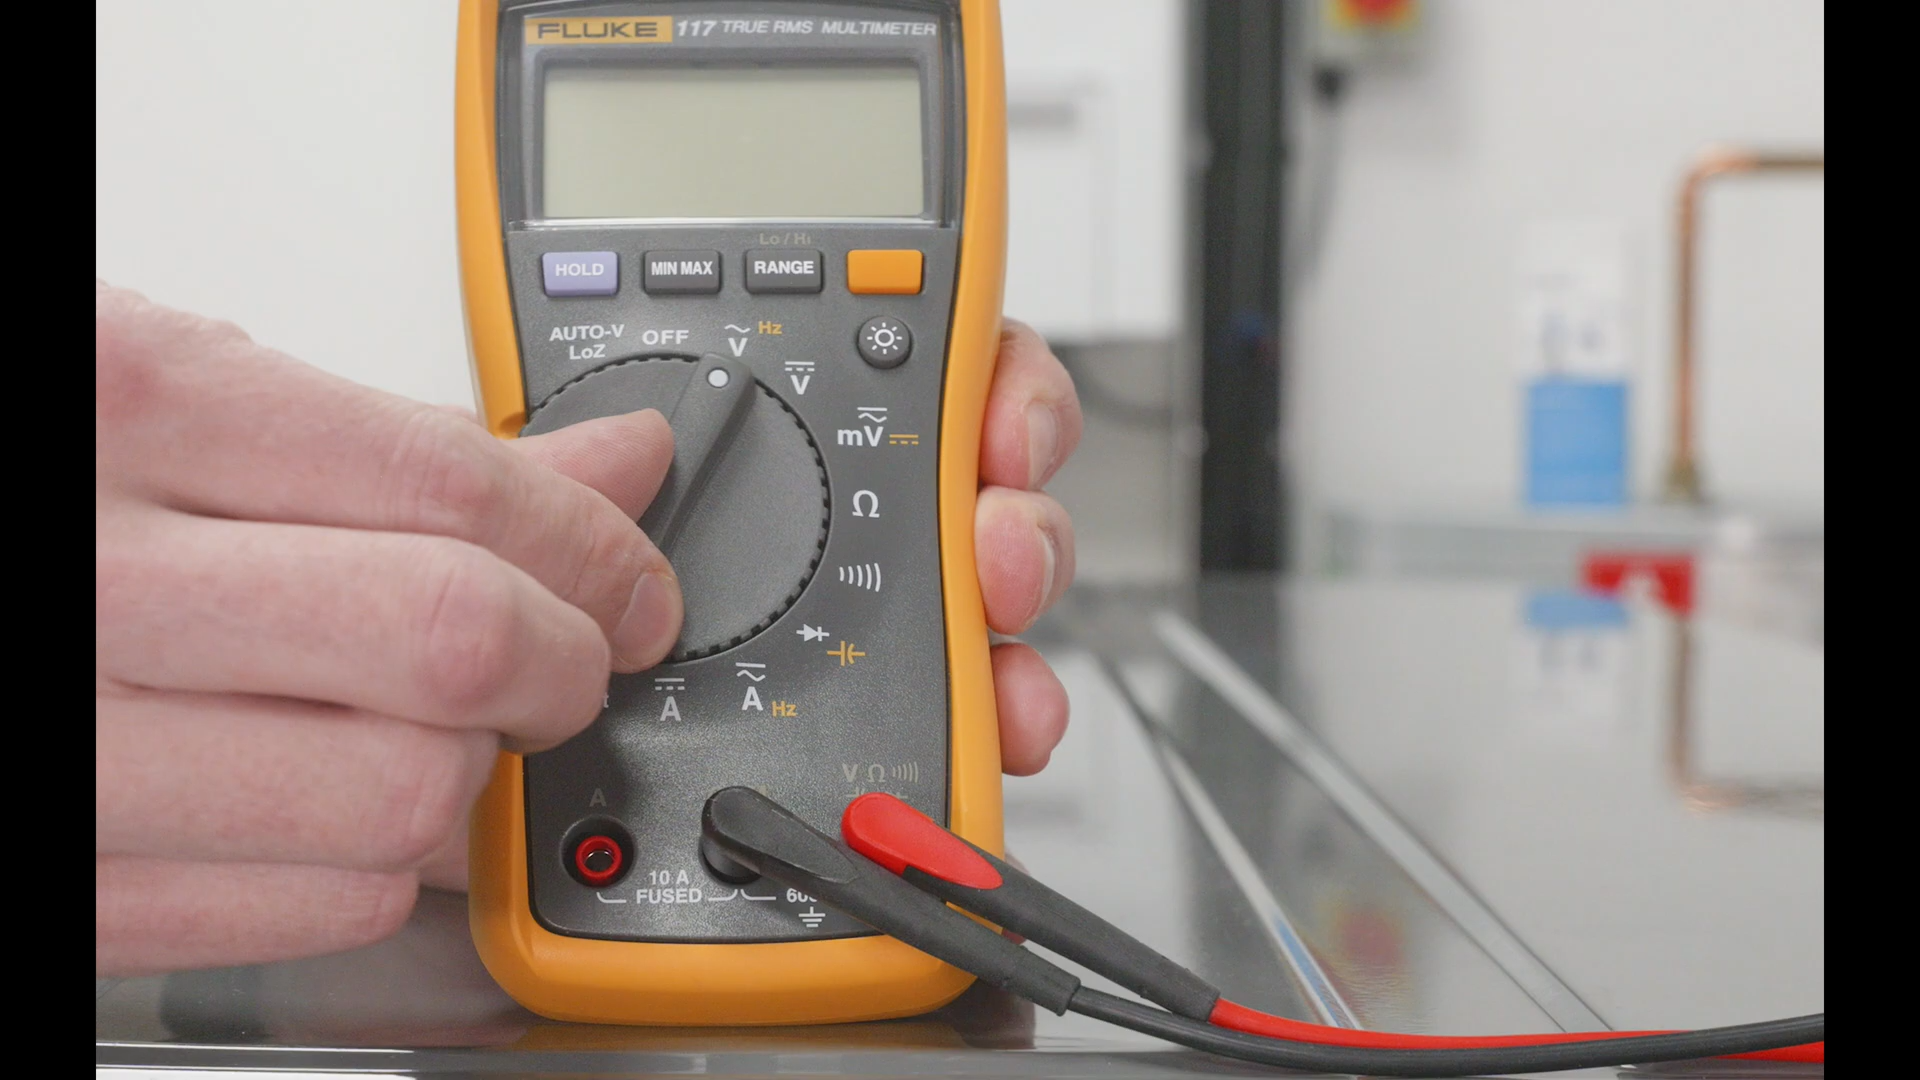 FLUKE 117 TRUE RMS MULTIMETER
Lo / Hi
HOLD MIN MAX RANGE
AUTO-V LoZ
OFF
V Hz
V
mV
Ω
A
A Hz
V Ω
A
10 A
FUSED